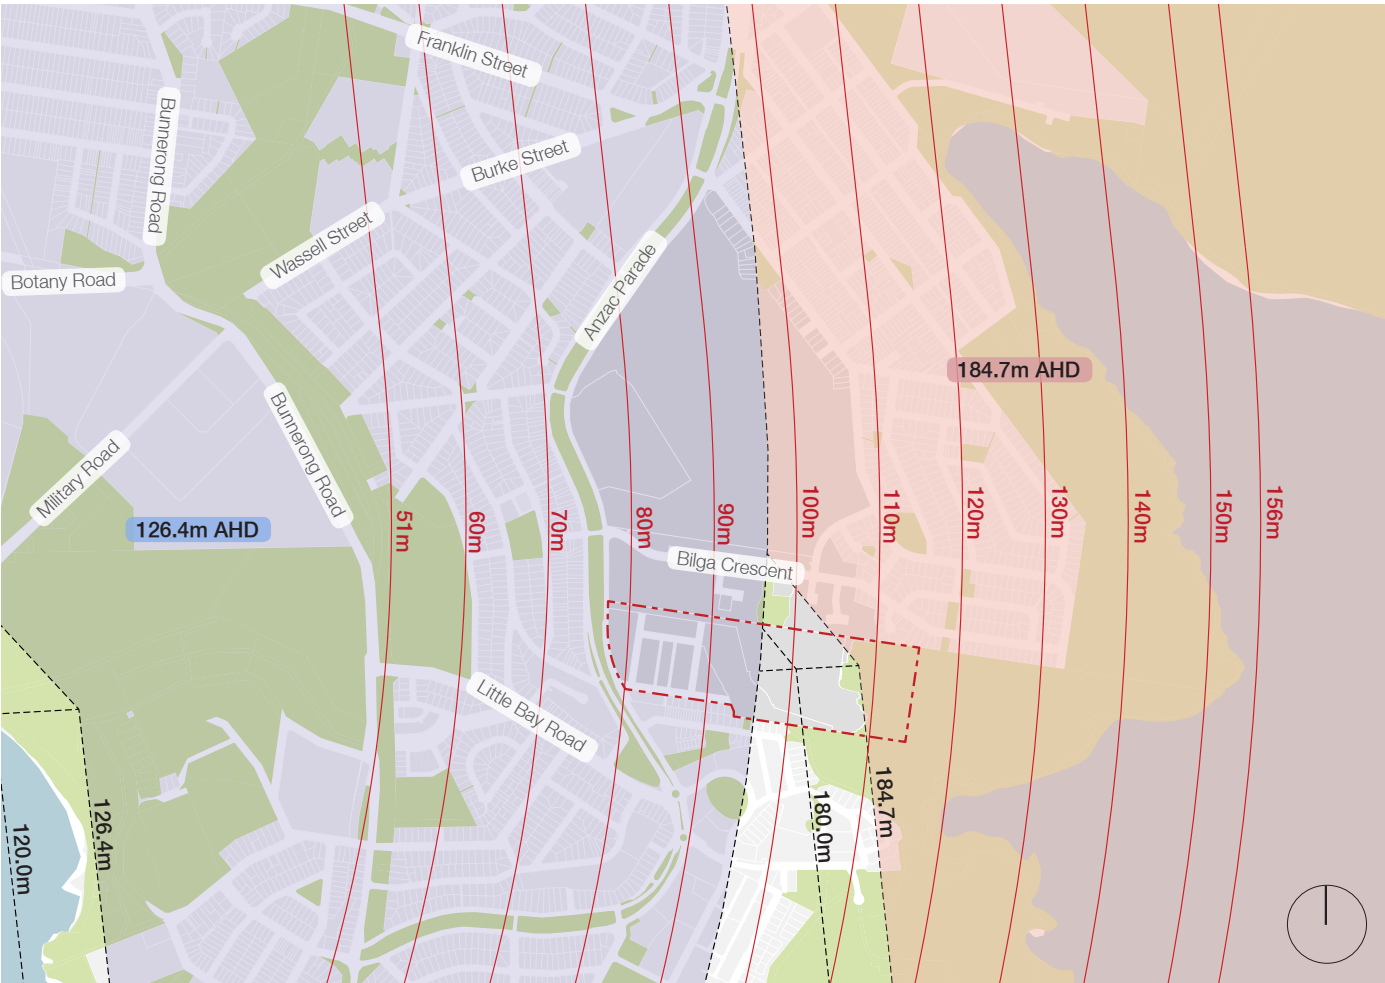 Franklin Street
Bunnerong Road
Burke Street
Wassell Street
Botany Road
Anzac Parade
184.7m AHD
Bunnerong Road
Military Road
126.4m AHD
51m
60m
70m
80m
90m
100m
110m
120m
130m
140m
150m
156m
Bilga Crescent
Little Bay Road
184.7m
180.0m
126.4m
120.0m